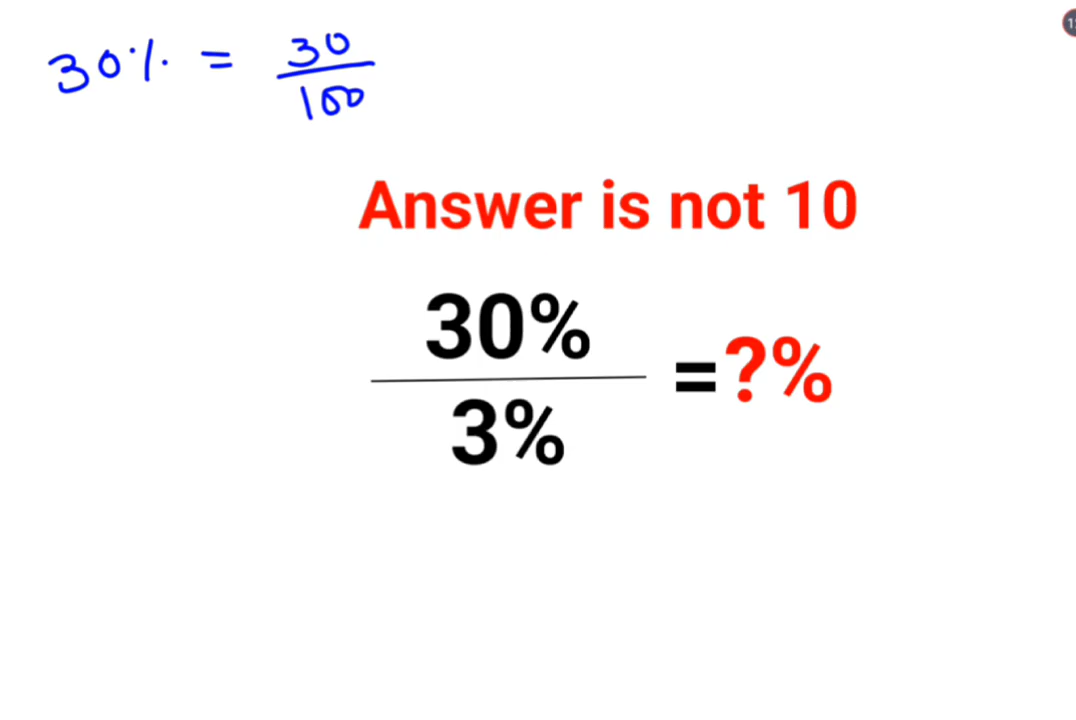 30% = 30/100
Answer is not 10
30%
3%
=?%